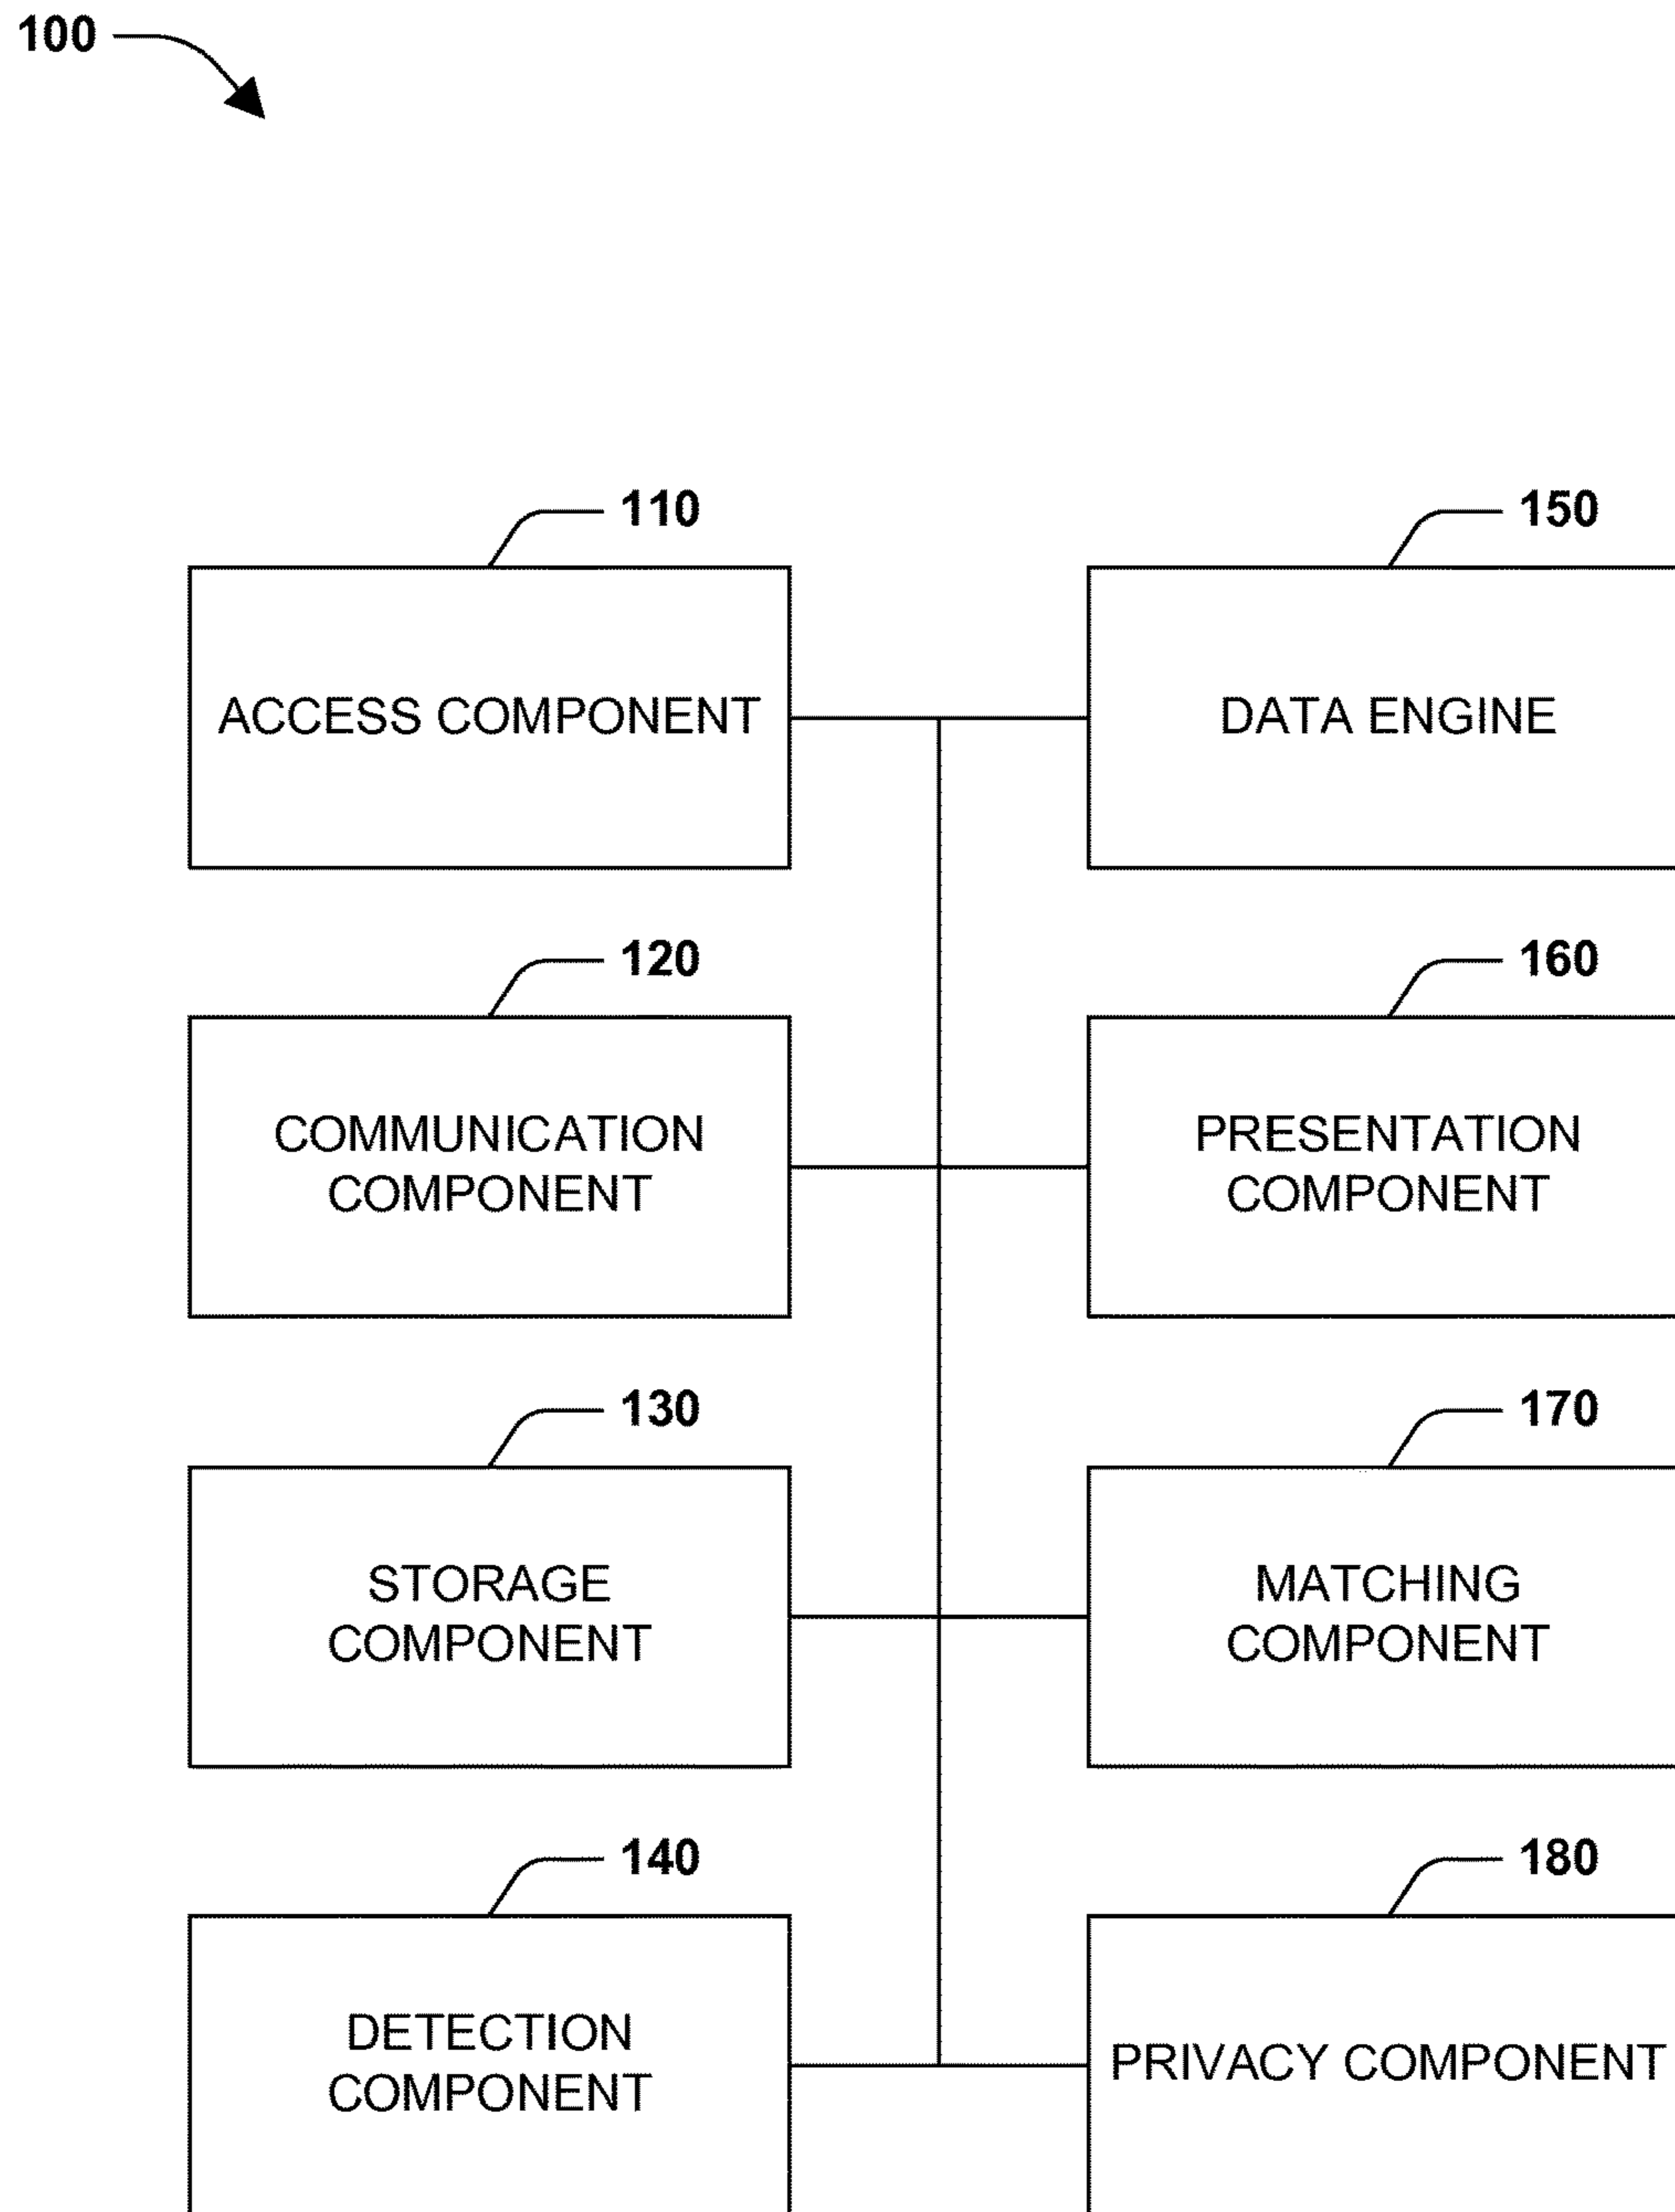 100
110
150
ACCESS COMPONENT
DATA ENGINE
120
160
COMMUNICATION
COMPONENT
PRESENTATION
COMPONENT
130
170
STORAGE
COMPONENT
MATCHING
COMPONENT
140
180
DETECTION
COMPONENT
PRIVACY COMPONENT